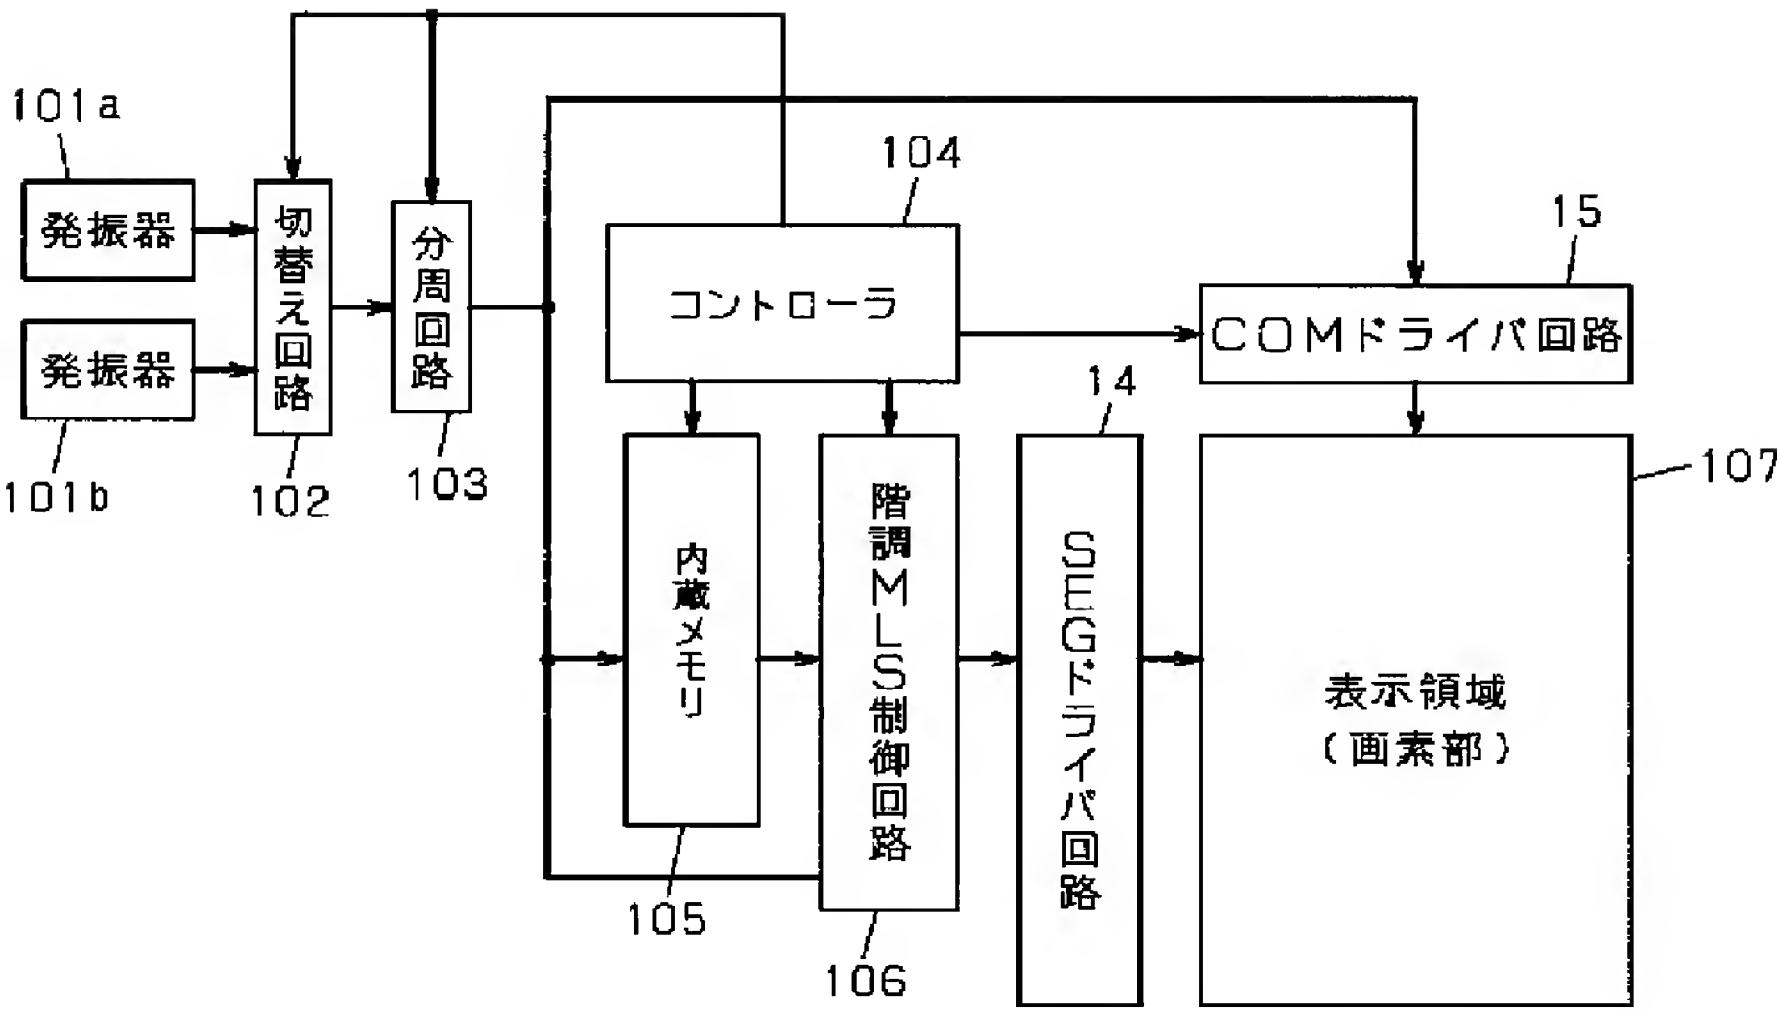 101a
発振器
発振器
101b
切替え回路
102
分周回路
103
104
コントローラ
15
COMドライバ回路
14
内蔵メモリ
105
階調MLS制御回路
106
SEGドライバ回路
107
表示領域
(画素部)